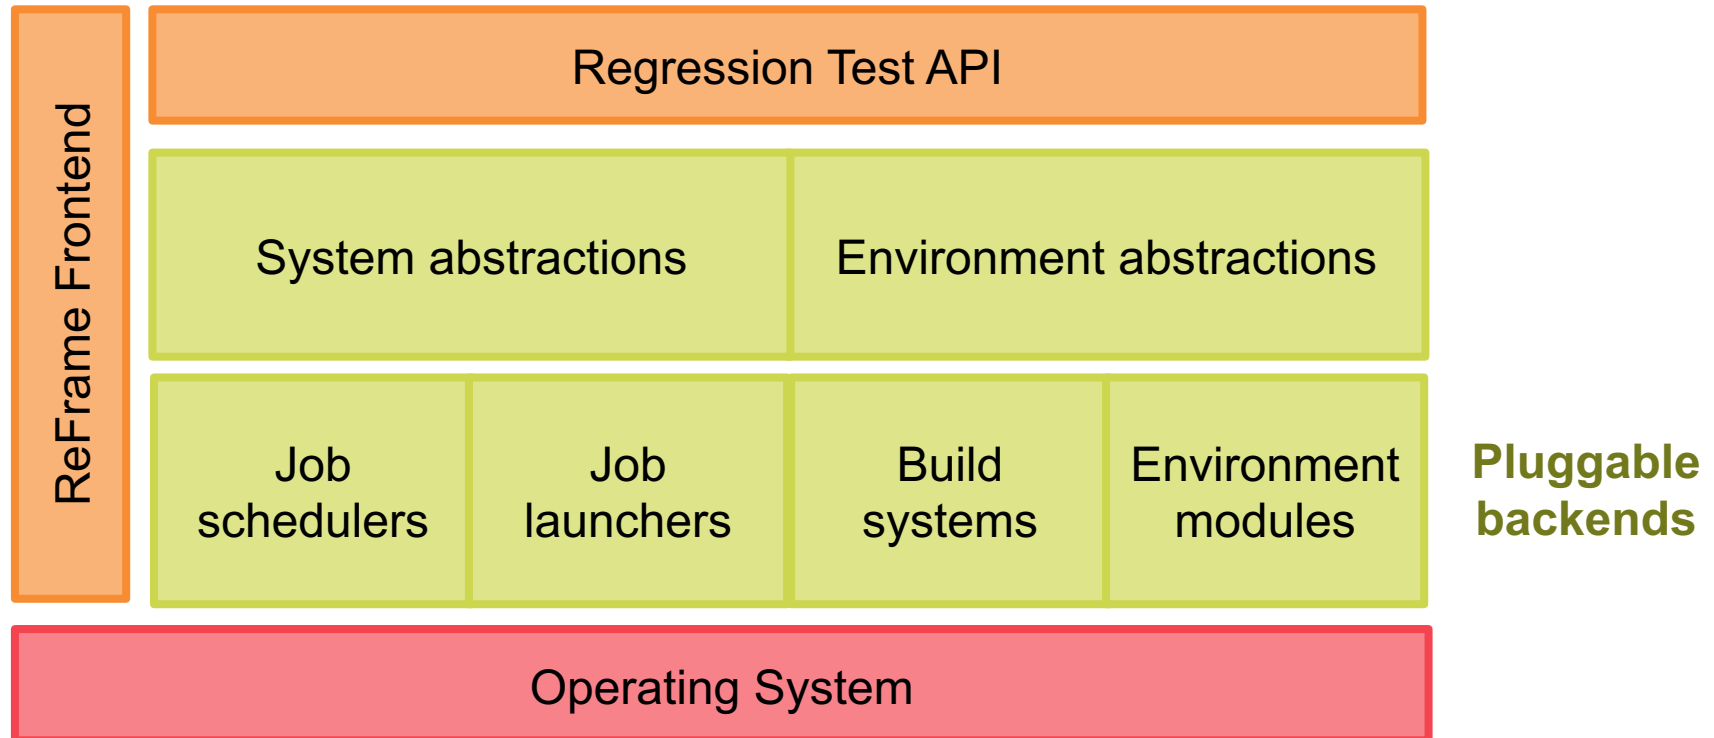 ReFrame Frontend
Regression Test API
System abstractions
Environment abstractions
Job
schedulers
Job
launchers
Build
systems
Environment
modules
Pluggable
backends
Operating System